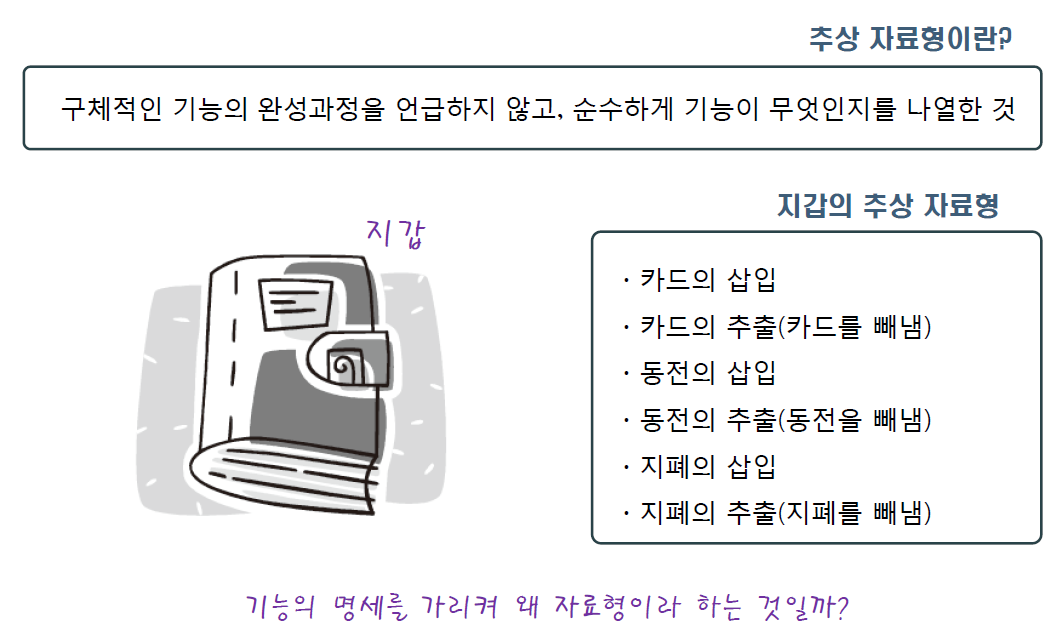 추상 자료형이란?
구체적인 기능의 완성과정을 언급하지 않고, 순수하게 기능이 무엇인지를 나열한 것
지갑의 추상 자료형
지갑
· 카드의 삽입
· 카드의 추출(카드를 빼냄)
· 동전의 삽입
· 동전의 추출(동전을 빼냄)
· 지폐의 삽입
· 지폐의 추출(지폐를 빼냄)
기능의 명세를 가리켜 왜 자료형이라 하는 것일까?